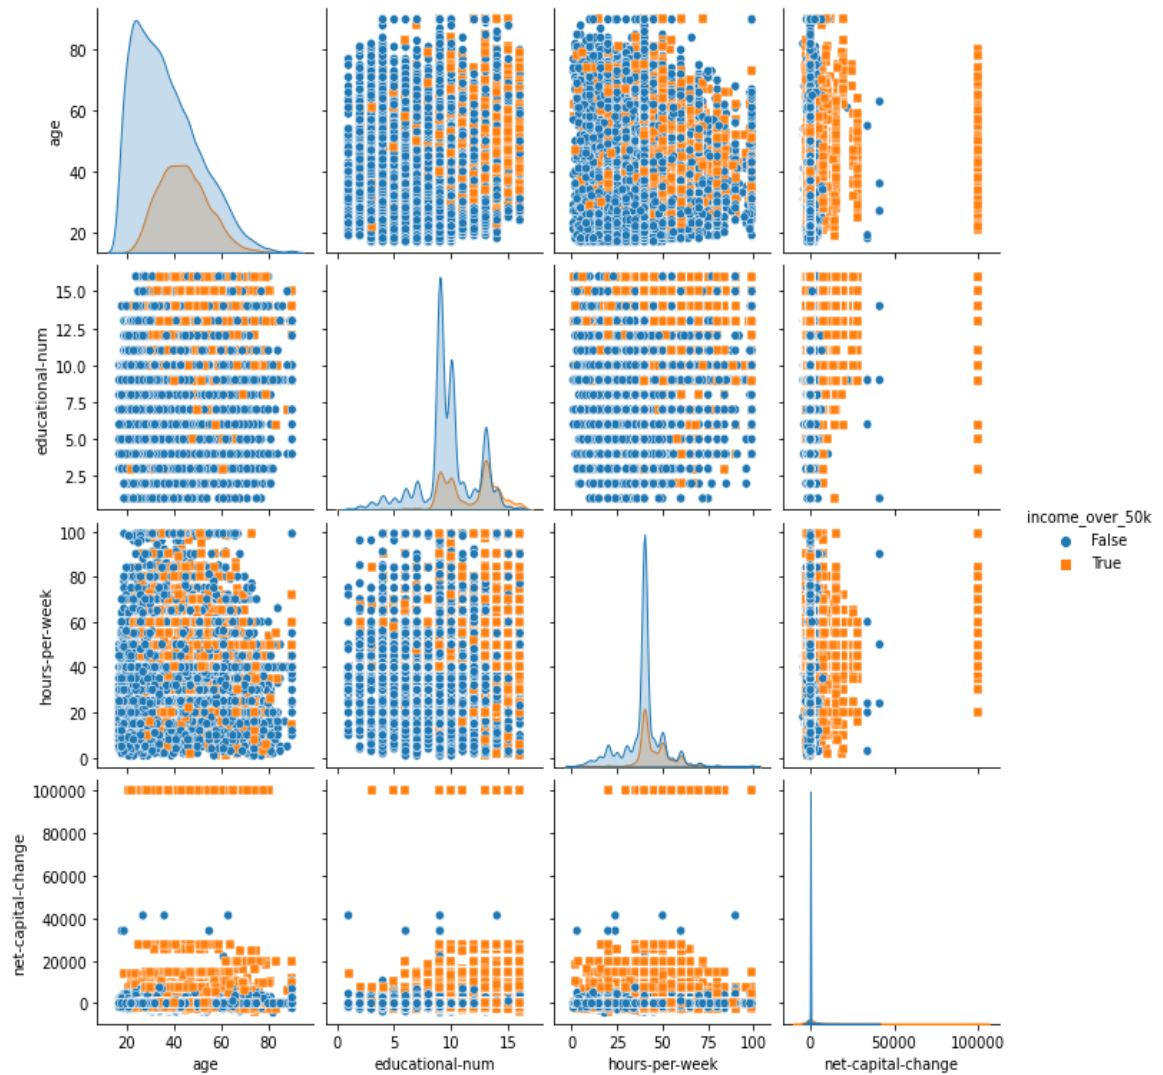 80
60
40
20
age
15.0
12.5
10.0
7.5
5.0
2.5
educational-num
100
80
60
40
20
0
hours-per-week
income_over_50k
False
True
100000
80000
60000
40000
20000
0
net-capital-change
20 40 60 80 0 5 10 15 0 25 50 75 100 0 50000 100000
age educational-num hours-per-week net-capital-change